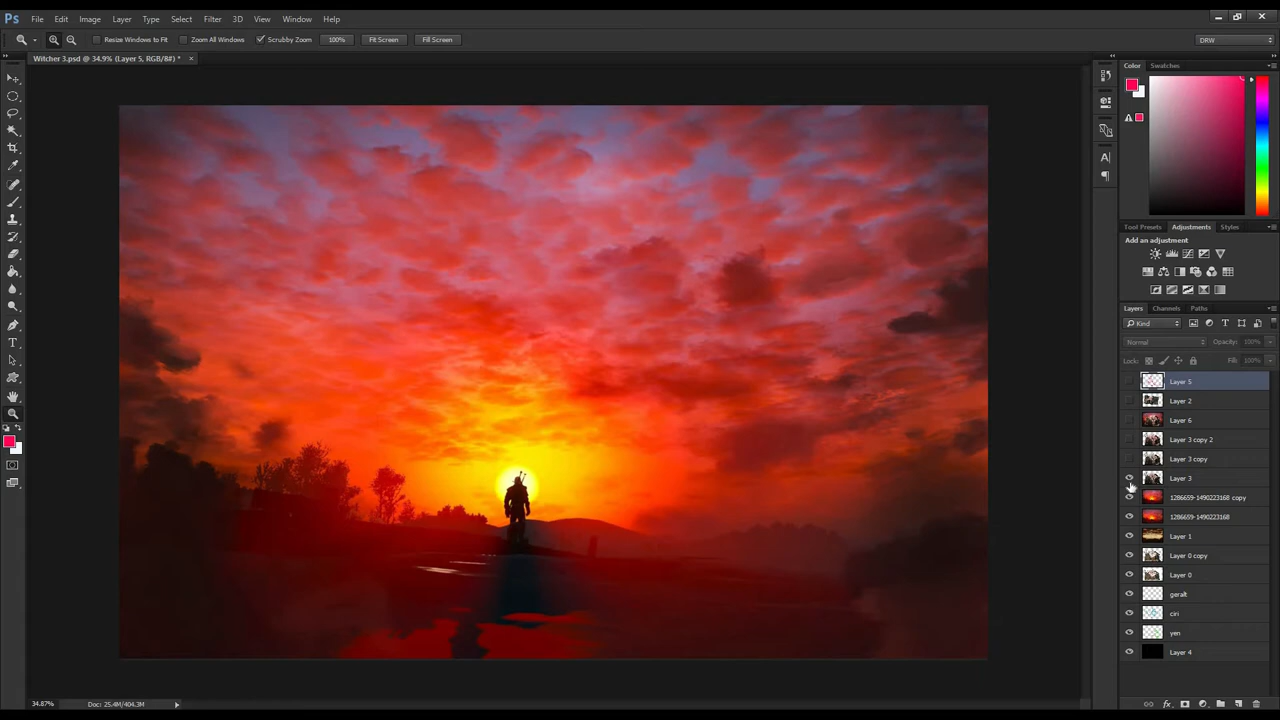 Ps File Edit Image Layer Type Select Filter 3D View Window Help
Resize Windows to Fit Zoom All Windows Scrubby Zoom 100% Fit Screen Fill Screen DRW
Witcher 3.psd @ 34.9% (Layer 5, RGB/8#) * ×
Color Swatches
Tool Presets Adjustments Styles
Add an adjustment
Layers Channels Paths
Kind
Normal Opacity: 100%
Lock: Fill: 100%
Layer 5
Layer 2
Layer 6
Layer 3 copy 2
Layer 3 copy
Layer 3
1286659-1490223168 copy
1286659-1490223168
Layer 1
Layer 0 copy
Layer 0
geralt
ciri
yen
Layer 4
34.87% Doc: 25.4M/404.3M